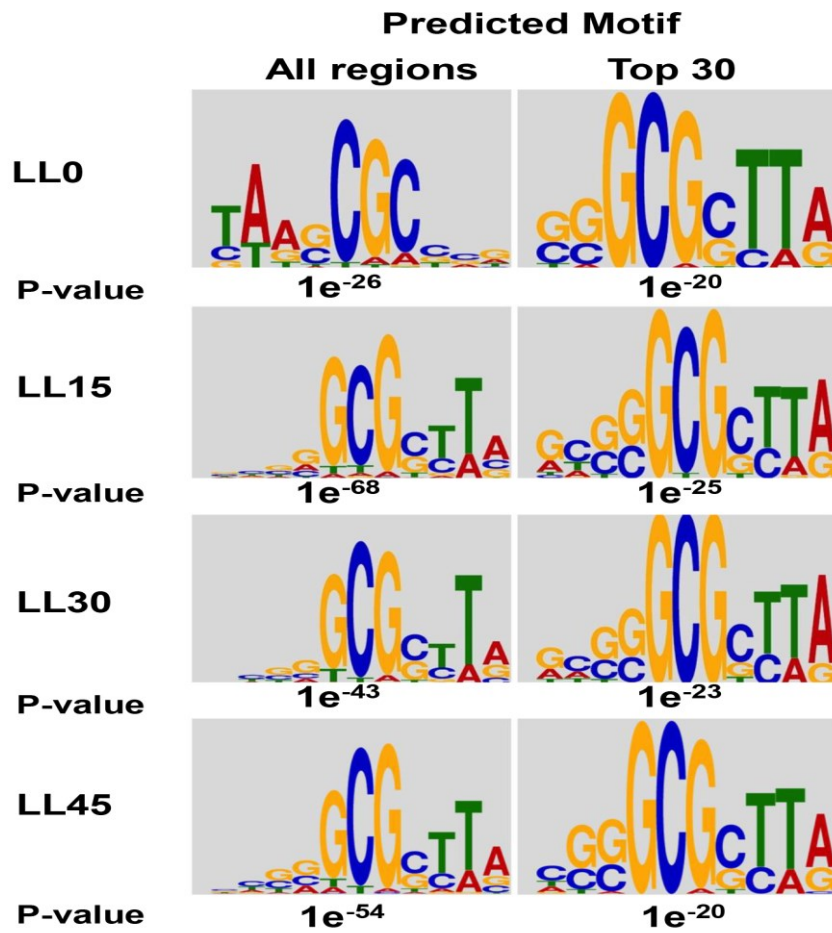 Predicted Motif
All regions Top 30
LL0
P-value 1e-26 1e-20
LL15
P-value 1e-68 1e-25
LL30
P-value 1e-43 1e-23
LL45
P-value 1e-54 1e-20